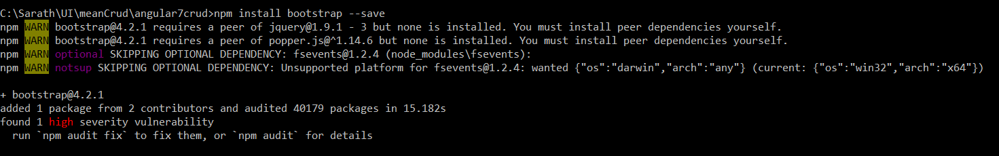 C:\Sarath\UI\meanCrud\angular7crud>npm install bootstrap --save
npm WARN bootstrap@4.2.1 requires a peer of jquery@1.9.1 - 3 but none is installed. You must install peer dependencies yourself.
npm WARN bootstrap@4.2.1 requires a peer of popper.js@^1.14.6 but none is installed. You must install peer dependencies yourself.
npm WARN optional SKIPPING OPTIONAL DEPENDENCY: fsevents@1.2.4 (node_modules\fsevents):
npm WARN notsup SKIPPING OPTIONAL DEPENDENCY: Unsupported platform for fsevents@1.2.4: wanted {"os":"darwin","arch":"any"} (current: {"os":"win32","arch":"x64"})
+ bootstrap@4.2.1
added 1 package from 2 contributors and audited 40179 packages in 15.182s
found 1 high severity vulnerability
run `npm audit fix` to fix them, or `npm audit` for details